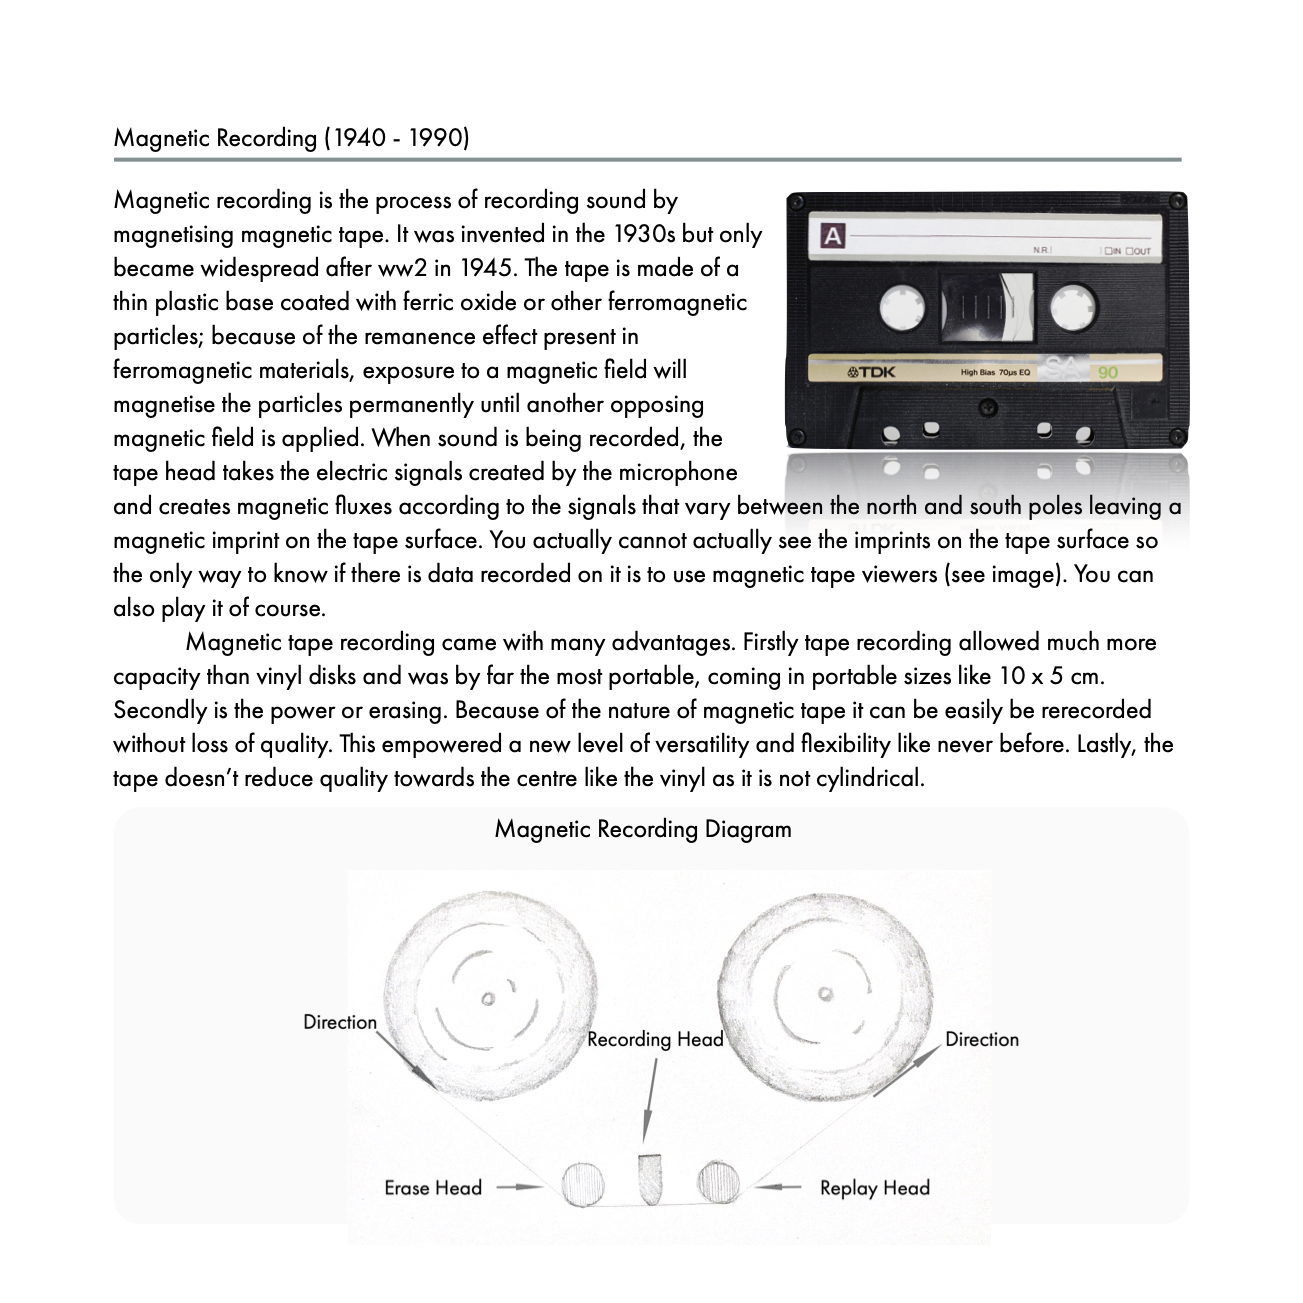 Magnetic Recording (1940 - 1990)
Magnetic recording is the process of recording sound by
magnetising magnetic tape. It was invented in the 1930s but only
became widespread after ww2 in 1945. The tape is made of a
thin plastic base coated with ferric oxide or other ferromagnetic
particles; because of the remanence effect present in
ferromagnetic materials, exposure to a magnetic field will
magnetise the particles permanently until another opposing
magnetic field is applied. When sound is being recorded, the
tape head takes the electric signals created by the microphone
and creates magnetic fluxes according to the signals that vary between the north and south poles leaving a
magnetic imprint on the tape surface. You actually cannot actually see the imprints on the tape surface so
the only way to know if there is data recorded on it is to use magnetic tape viewers (see image). You can
also play it of course.
A
N.R.
IN OUT
TDK
High Bias 70µs EQ
SA
90
Magnetic tape recording came with many advantages. Firstly tape recording allowed much more
capacity than vinyl disks and was by far the most portable, coming in portable sizes like 10 x 5 cm.
Secondly is the power or erasing. Because of the nature of magnetic tape it can be easily be rerecorded
without loss of quality. This empowered a new level of versatility and flexibility like never before. Lastly, the
tape doesn't reduce quality towards the centre like the vinyl as it is not cylindrical.
Magnetic Recording Diagram
Direction
Recording Head
Direction
Erase Head
Replay Head